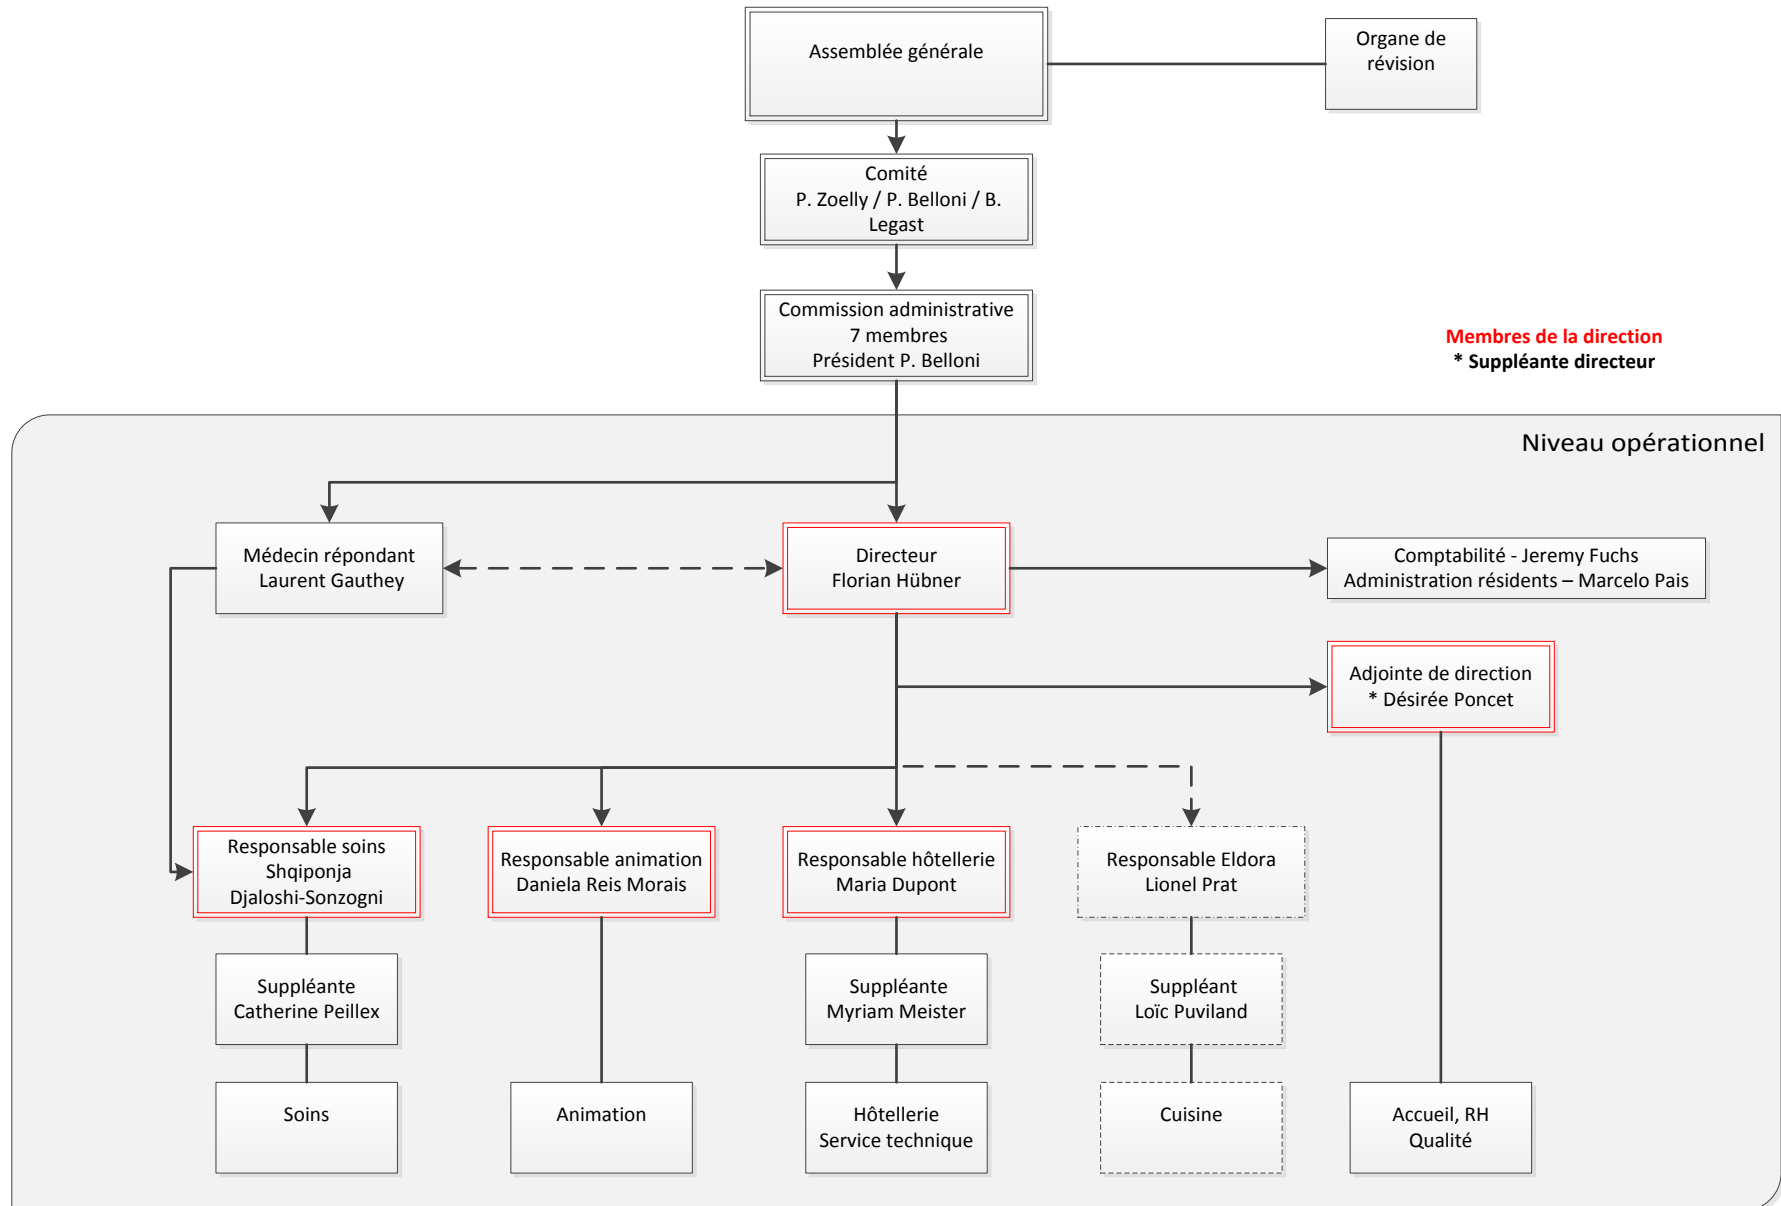 Assemblée générale
Organe de
révision
Comité
P. Zoelly / P. Belloni / B.
Legast
Commission administrative
7 membres
Président P. Belloni
Membres de la direction
* Suppléante directeur
Niveau opérationnel
Médecin répondant
Laurent Gauthey
Directeur
Florian Hübner
Comptabilité - Jeremy Fuchs
Administration résidents – Marcelo Pais
Adjointe de direction
* Désirée Poncet
Responsable soins
Shqiponja
Djaloshi-Sonzogni
Responsable animation
Daniela Reis Morais
Responsable hôtellerie
Maria Dupont
Responsable Eldora
Lionel Prat
Suppléante
Catherine Peillex
Suppléante
Myriam Meister
Suppléant
Loïc Puviland
Soins
Animation
Hôtellerie
Service technique
Cuisine
Accueil, RH
Qualité